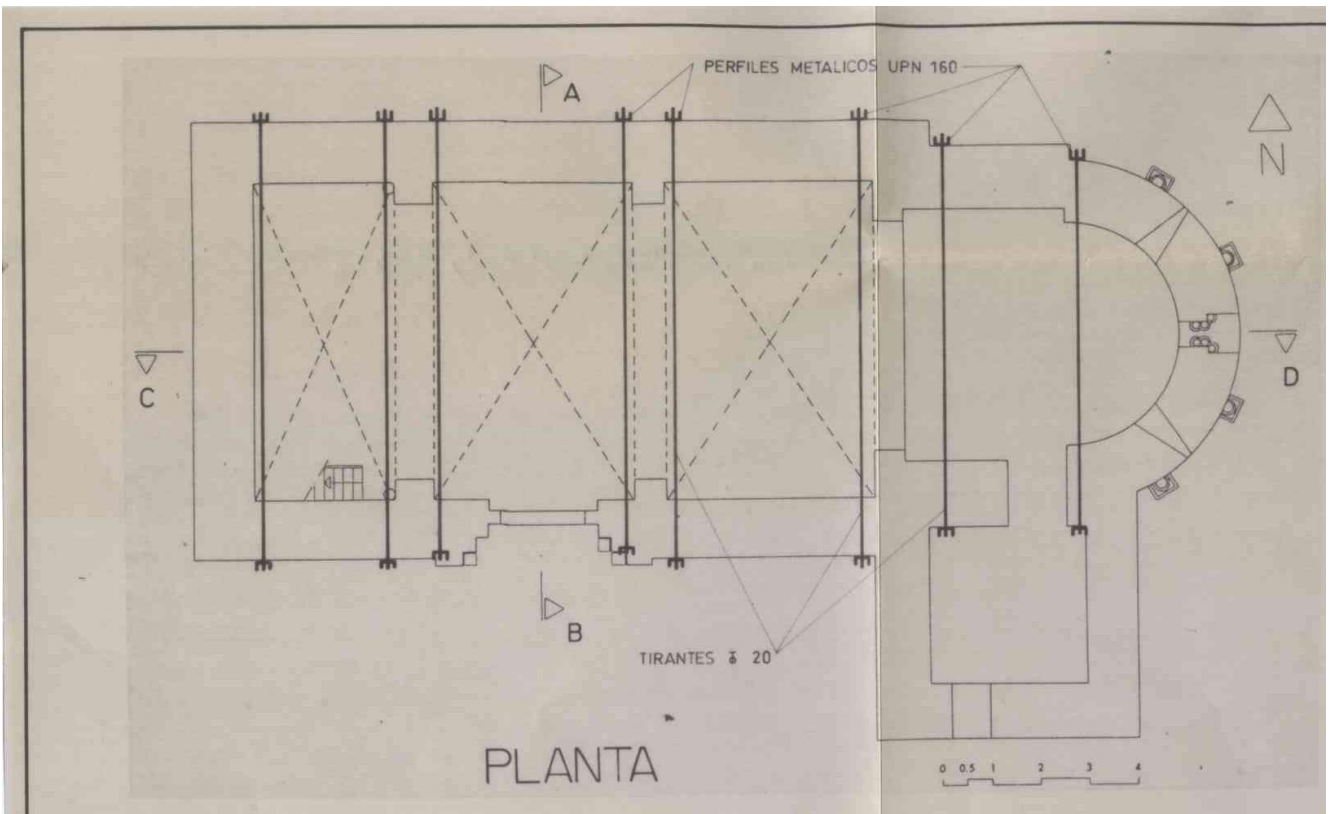 PERFILES METALICOS UPN 160
A
N
C
D
B
TIRANTES ⌀ 20
PLANTA
0 0.5 1 2 3 4